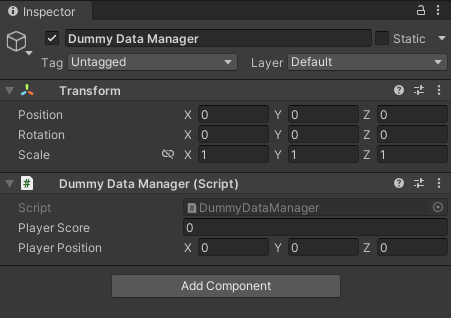 Inspector
Dummy Data Manager Static
Tag Untagged Layer Default
Transform
Position X 0 Y 0 Z 0
Rotation X 0 Y 0 Z 0
Scale X 1 Y 1 Z 1
# Dummy Data Manager (Script)
Script # DummyDataManager
Player Score 0
Player Position X 0 Y 0 Z 0
Add Component